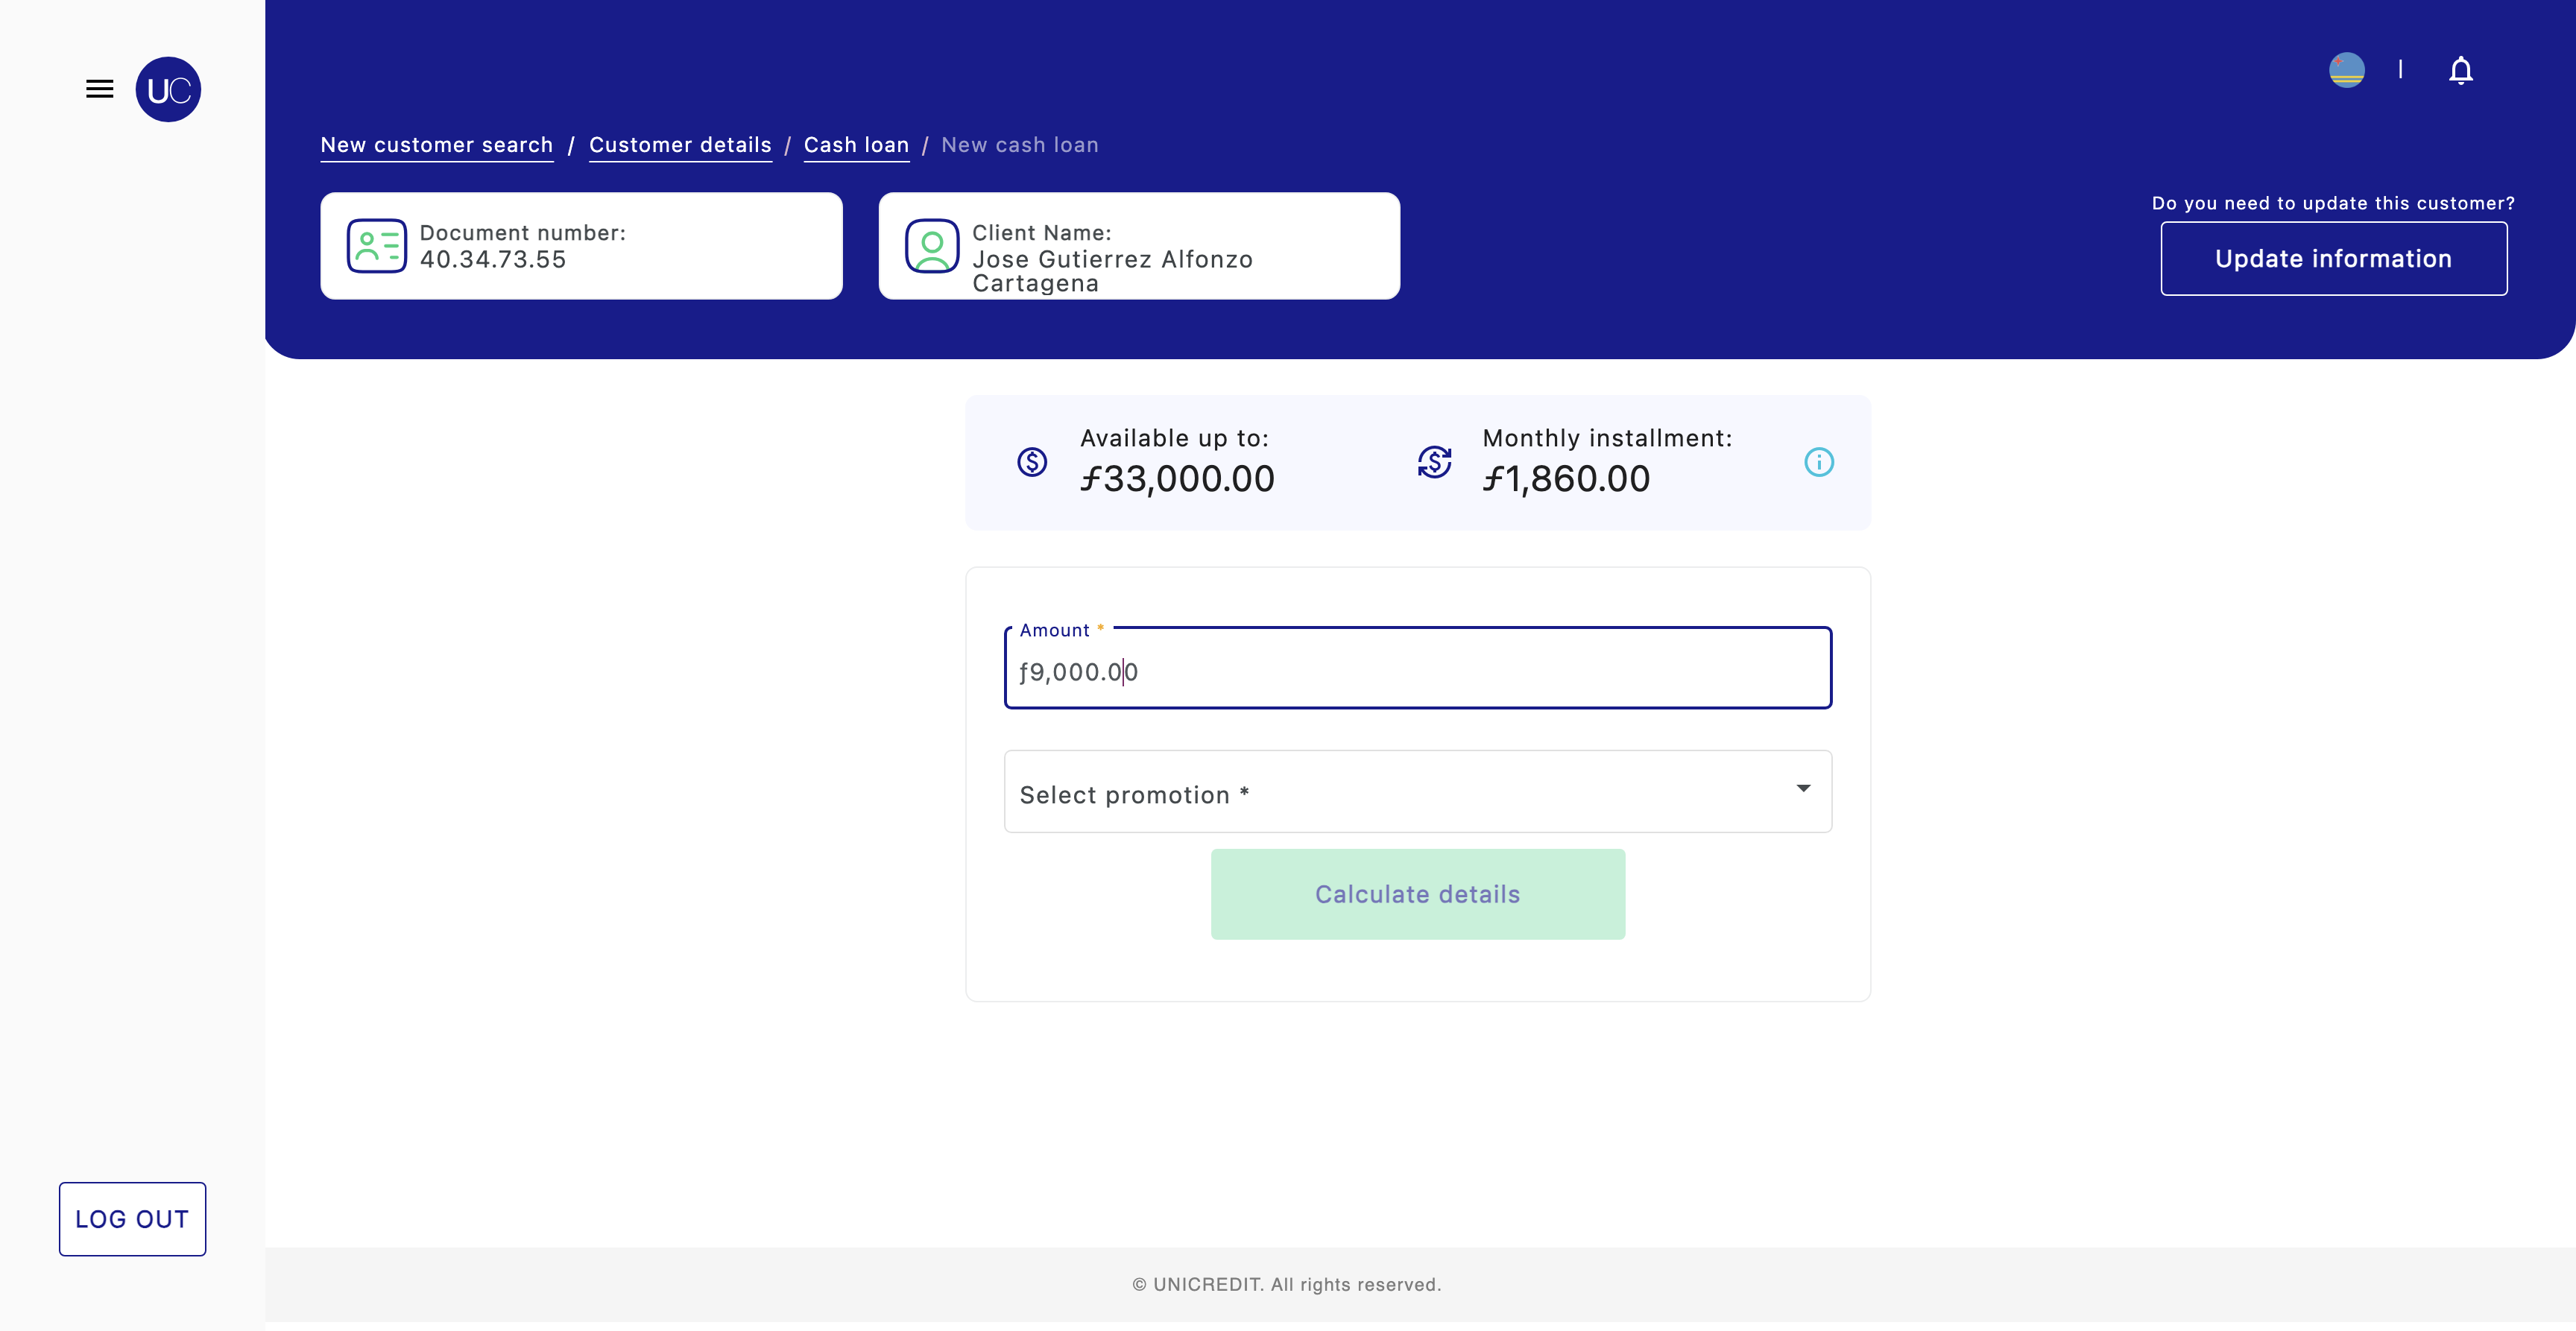 UC
New customer search / Customer details / Cash loan / New cash loan
Document number:
40.34.73.55
Client Name:
Jose Gutierrez Alfonzo
Cartagena
Do you need to update this customer?
Update information
Available up to:
ƒ33,000.00
Monthly installment:
ƒ1,860.00
Amount *
ƒ9,000.00
Select promotion *
Calculate details
LOG OUT
© UNICREDIT. All rights reserved.